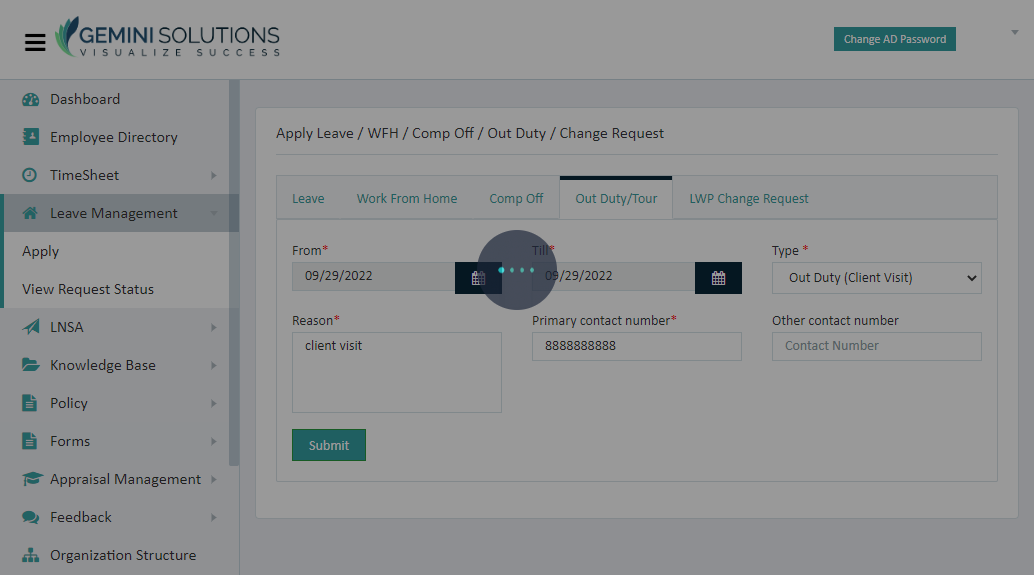 GEMINI SOLUTIONS
VISUALIZE SUCCESS
Change AD Password
Dashboard
Employee Directory
TimeSheet
Leave Management
Apply
View Request Status
LNSA
Knowledge Base
Policy
Forms
Appraisal Management
Feedback
Organization Structure
Apply Leave / WFH / Comp Off / Out Duty / Change Request
Leave Work From Home Comp Off Out Duty/Tour LWP Change Request
From* Till* Type *
09/29/2022 09/29/2022 Out Duty (Client Visit)
Reason* Primary contact number* Other contact number
client visit 8888888888 Contact Number
Submit